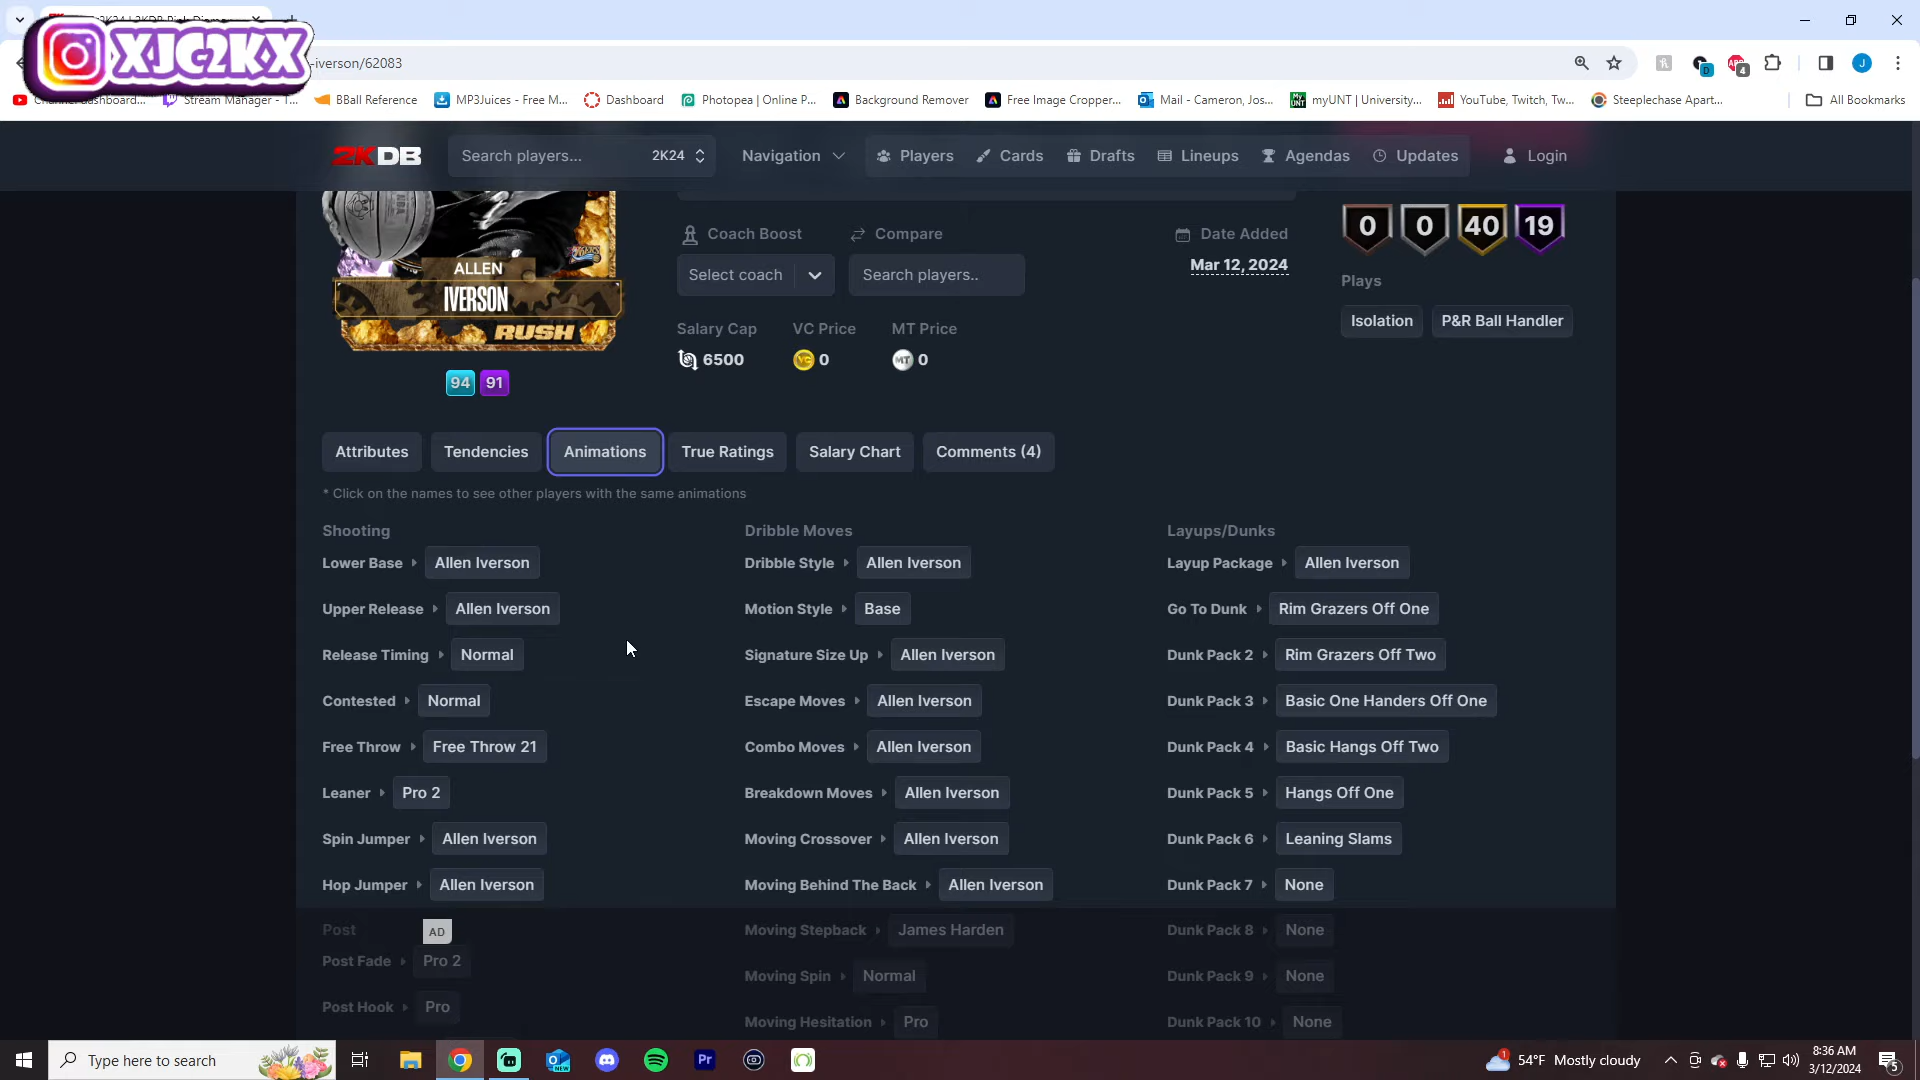 XJC2KX
-iverson/62083
Channel dashboard...
Stream Manager - T...
BBall Reference
MP3Juices - Free M...
Dashboard
Photopea | Online P...
Background Remover
Free Image Cropper...
Mail - Cameron, Jos...
myUNT | University...
YouTube, Twitch, Tw...
Steeplechase Apart...
All Bookmarks
2KDB
Search players...
2K24
Navigation
Players
Cards
Drafts
Lineups
Agendas
Updates
Login
ALLEN
IVERSON
RUSH
94 91
Coach Boost
Select coach
Compare
Search players..
Date Added
Mar 12, 2024
Salary Cap
6500
VC Price
0
MT Price
MT 0
0 0 40 19
Plays
Isolation
P&R Ball Handler
Attributes
Tendencies
Animations
True Ratings
Salary Chart
Comments (4)
* Click on the names to see other players with the same animations
Shooting
Lower Base Allen Iverson
Upper Release Allen Iverson
Release Timing Normal
Contested Normal
Free Throw Free Throw 21
Leaner Pro 2
Spin Jumper Allen Iverson
Hop Jumper Allen Iverson
Post
AD
Post Fade Pro 2
Post Hook Pro
Dribble Moves
Dribble Style Allen Iverson
Motion Style Base
Signature Size Up Allen Iverson
Escape Moves Allen Iverson
Combo Moves Allen Iverson
Breakdown Moves Allen Iverson
Moving Crossover Allen Iverson
Moving Behind The Back Allen Iverson
Moving Stepback James Harden
Moving Spin Normal
Moving Hesitation Pro
Layups/Dunks
Layup Package Allen Iverson
Go To Dunk Rim Grazers Off One
Dunk Pack 2 Rim Grazers Off Two
Dunk Pack 3 Basic One Handers Off One
Dunk Pack 4 Basic Hangs Off Two
Dunk Pack 5 Hangs Off One
Dunk Pack 6 Leaning Slams
Dunk Pack 7 None
Dunk Pack 8 None
Dunk Pack 9 None
Dunk Pack 10 None
Type here to search
54°F Mostly cloudy
8:36 AM
3/12/2024